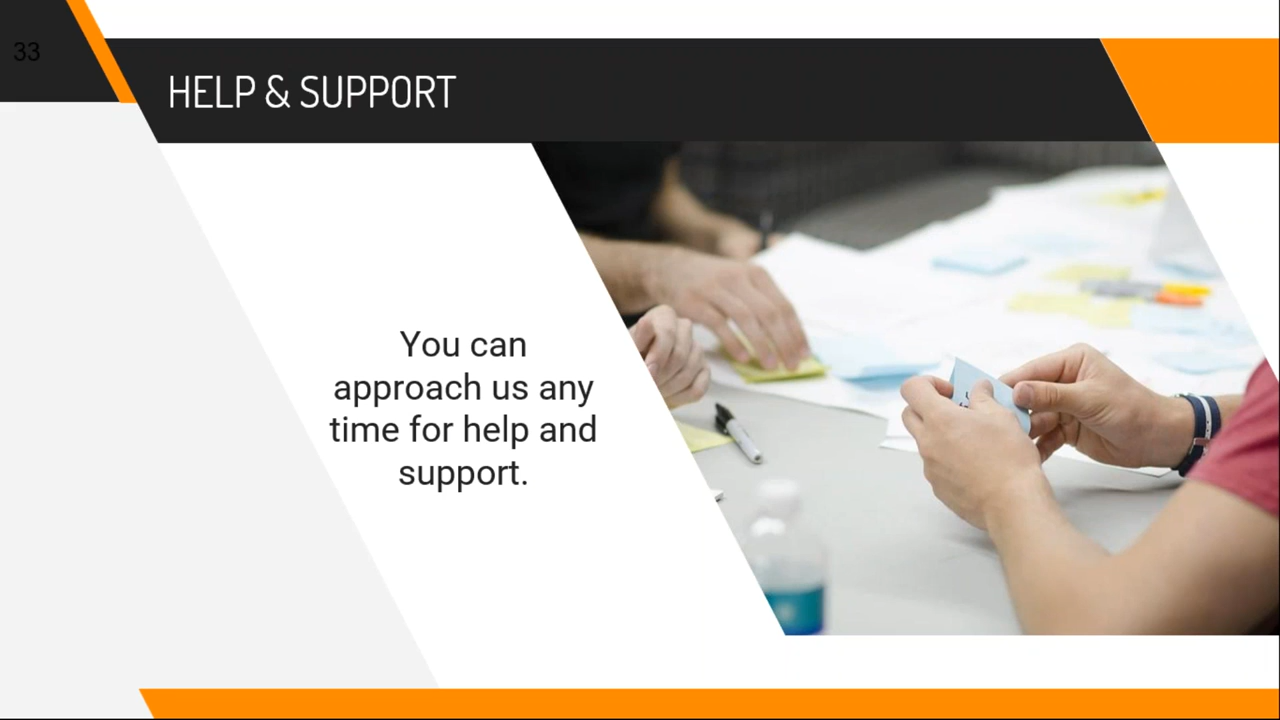 33
HELP & SUPPORT
You can
approach us any
time for help and
support.